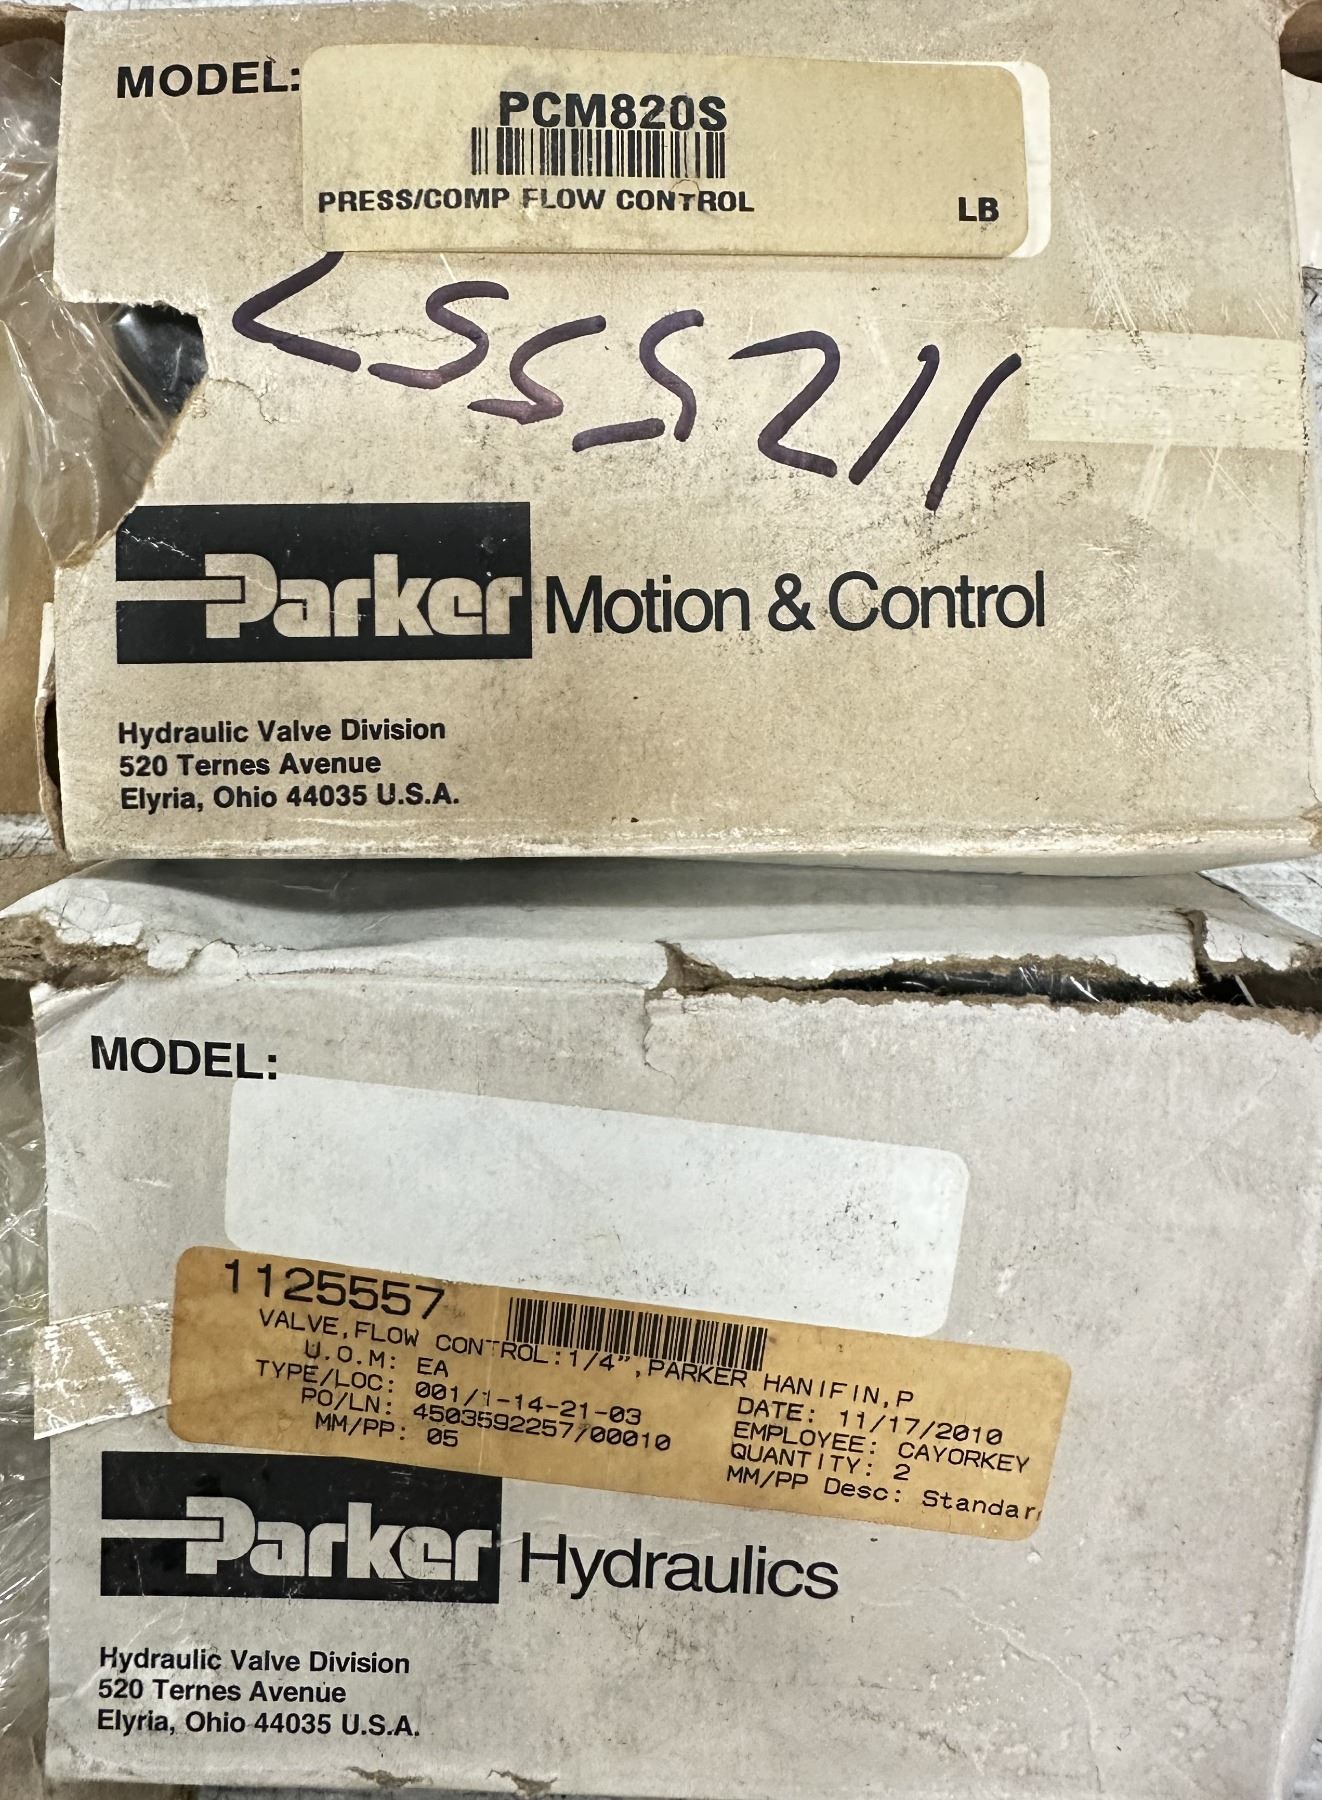 MODEL:
PCM820S
PRESS/COMP FLOW CONTROL
LB
1125557
Parker Motion & Control
Hydraulic Valve Division
520 Ternes Avenue
Elyria, Ohio 44035 U.S.A.
MODEL:
1125557
VALVE,FLOW CONTROL:1/4",PARKER HANIFIN,P
U.O.M: EA
TYPE/LOC: 001/1-14-21-03
PO/LN: 4503592257/00010
MM/PP: 05
DATE: 11/17/2010
EMPLOYEE: CAYORKEY
QUANTITY: 2
MM/PP Desc: Standar
Parker Hydraulics
Hydraulic Valve Division
520 Ternes Avenue
Elyria, Ohio 44035 U.S.A.